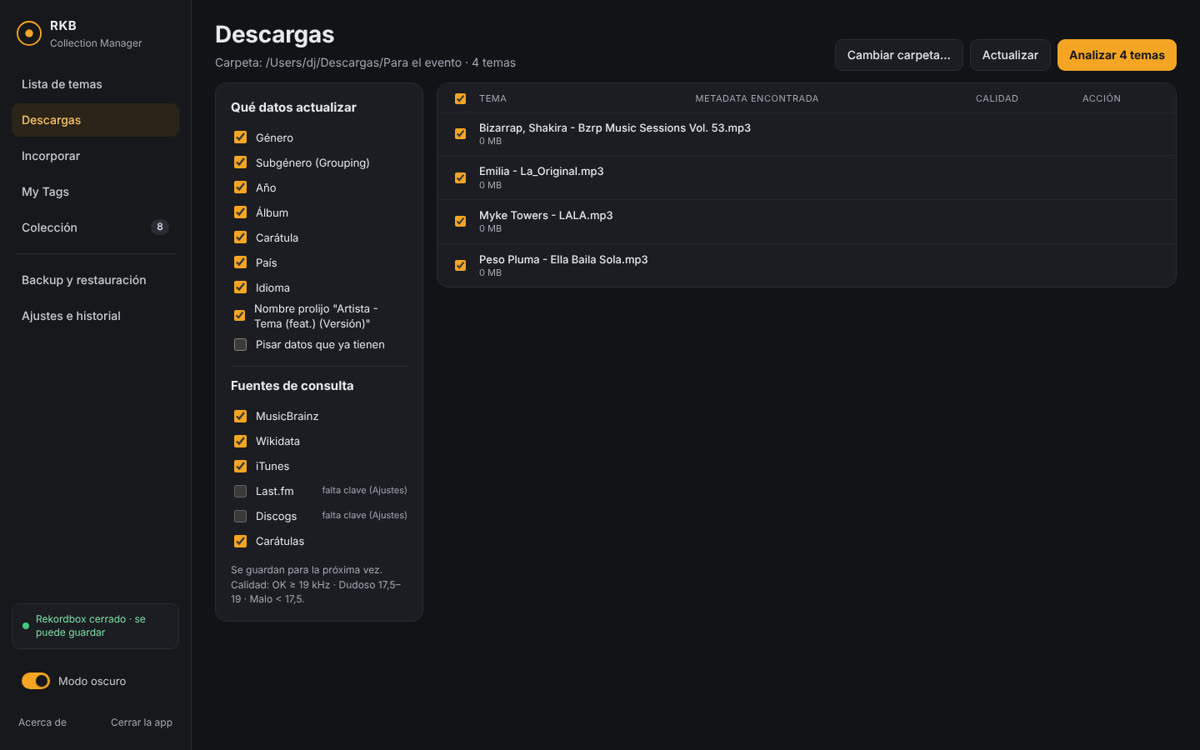 RKB
Collection Manager
Lista de temas
Descargas
Incorporar
My Tags
Colección 8
Backup y restauración
Ajustes e historial
Rekordbox cerrado · se
puede guardar
Modo oscuro
Acerca de Cerrar la app
Descargas
Carpeta: /Users/dj/Descargas/Para el evento · 4 temas
Cambiar carpeta... Actualizar Analizar 4 temas
Qué datos actualizar
Género
Subgénero (Grouping)
Año
Álbum
Carátula
País
Idioma
Nombre prolijo "Artista -
Tema (feat.) (Versión)"
Pisar datos que ya tienen
Fuentes de consulta
MusicBrainz
Wikidata
iTunes
Last.fm falta clave (Ajustes)
Discogs falta clave (Ajustes)
Carátulas
Se guardan para la próxima vez.
Calidad: OK ≥ 19 kHz · Dudoso 17,5–
19 · Malo < 17,5.
TEMA METADATA ENCONTRADA CALIDAD ACCIÓN
Bizarrap, Shakira - Bzrp Music Sessions Vol. 53.mp3
0 MB
Emilia - La_Original.mp3
0 MB
Myke Towers - LALA.mp3
0 MB
Peso Pluma - Ella Baila Sola.mp3
0 MB